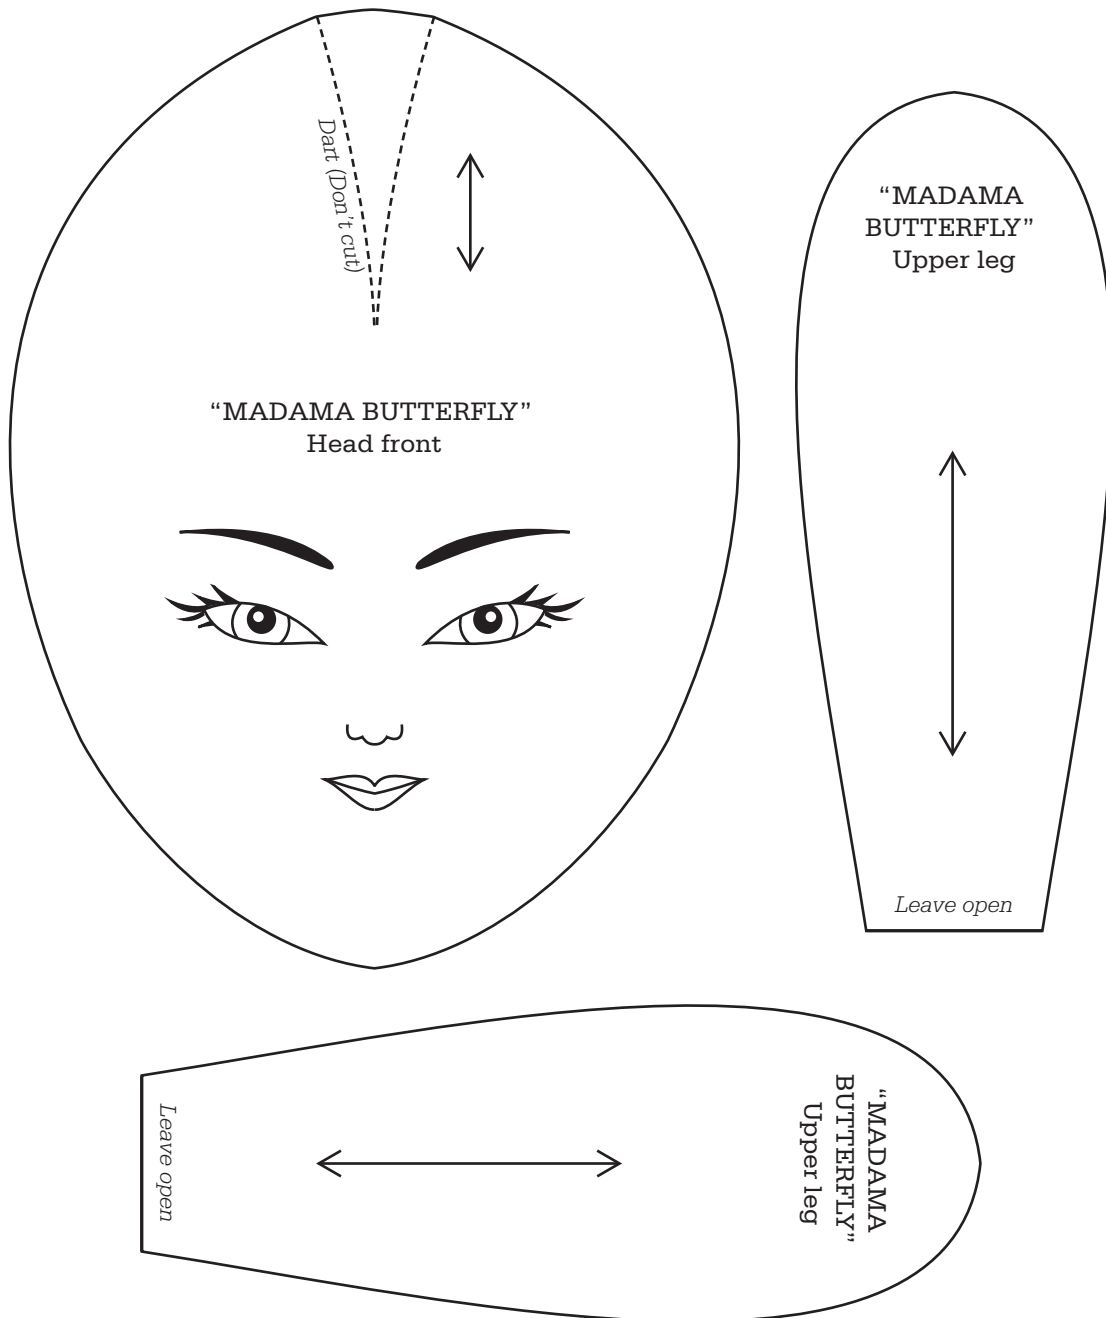 Dart (Don't cut)
“MADAMA BUTTERFLY”
Head front
“MADAMA
BUTTERFLY”
Upper leg
Leave open
“MADAMA
BUTTERFLY”
Upper leg
Leave open